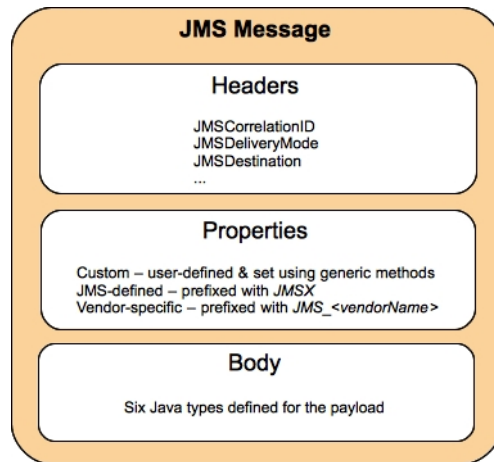 JMS Message
Headers
JMSCorrelationID
JMSDeliveryMode
JMSDestination
...
Properties
Custom – user-defined & set using generic methods
JMS-defined – prefixed with JMSX
Vendor-specific – prefixed with JMS_<vendorName>
Body
Six Java types defined for the payload